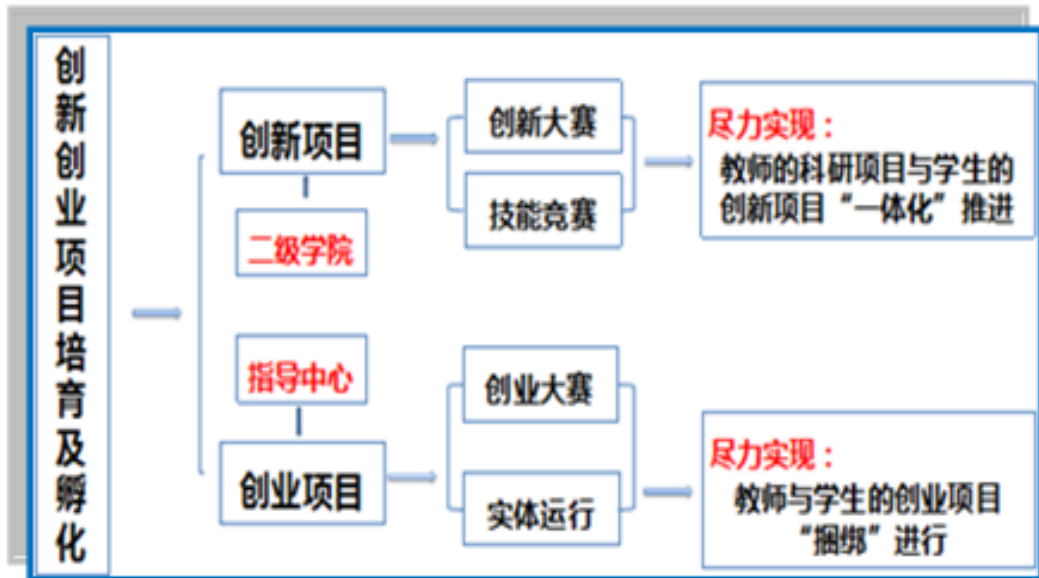 创新创业项目培育及孵化
创新项目
二级学院
创新大赛
技能竞赛
尽力实现：
教师的科研项目与学生的
创新项目“一体化”推进
指导中心
创业项目
创业大赛
实体运行
尽力实现：
教师与学生的创业项目
“捆绑”进行